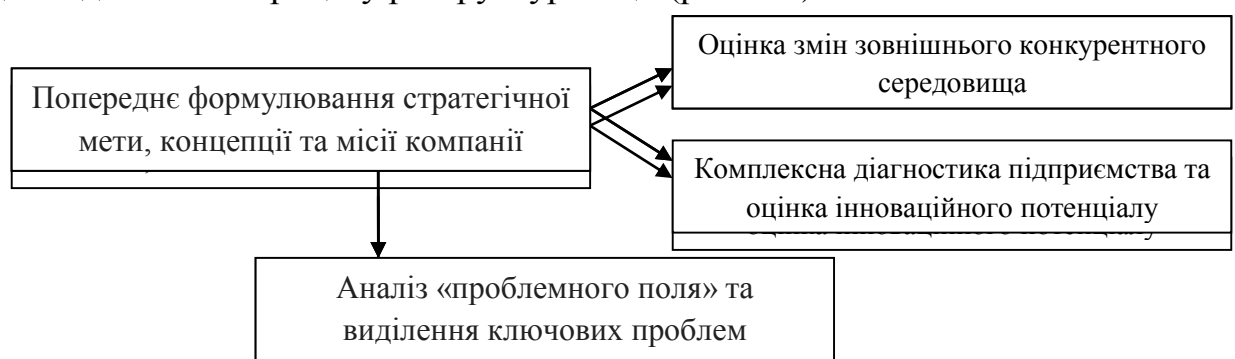 Оцінка змін зовнішнього конкурентного
середовища
Попереднє формулювання стратегічної
мети, концепції та місії компанії
Комплексна діагностика підприємства та
оцінка інноваційного потенціалу
Аналіз «проблемного поля» та
виділення ключових проблем